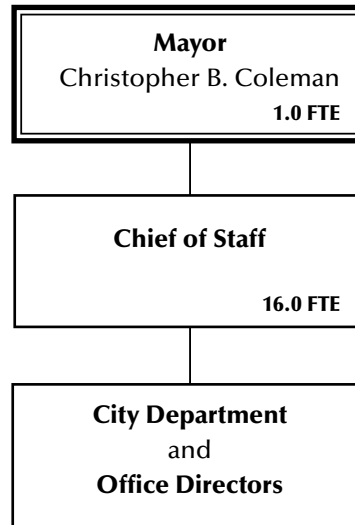 Mayor
Christopher B. Coleman
1.0 FTE
Chief of Staff
16.0 FTE
City Department
and
Office Directors